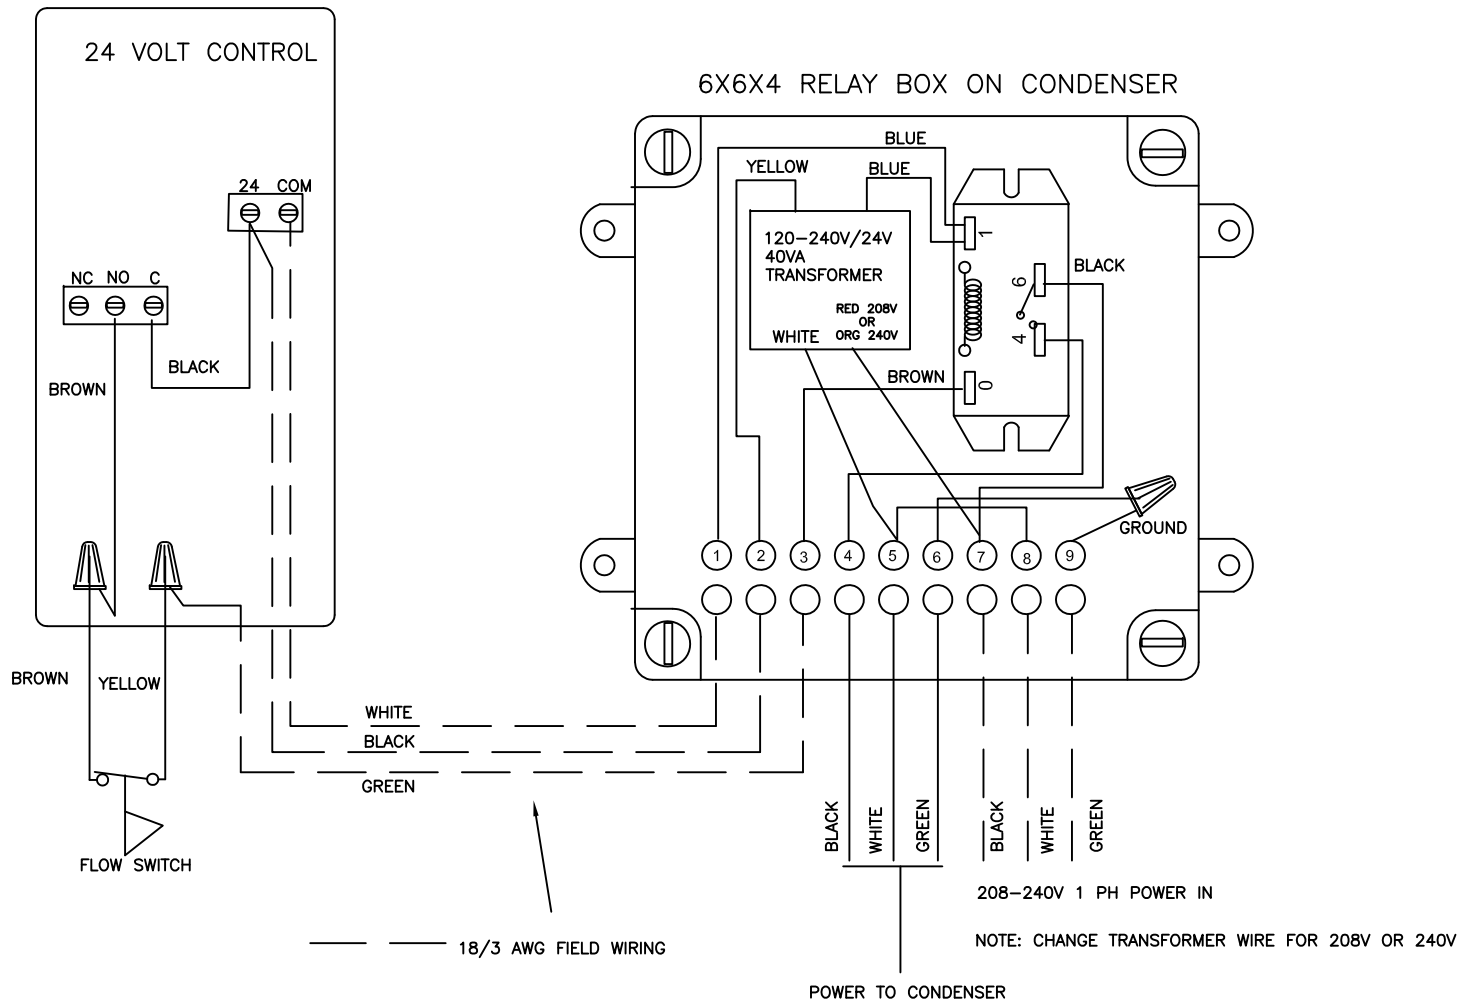 24 VOLT CONTROL
24 COM
NC NO C
BLACK
BROWN
BROWN
YELLOW
FLOW SWITCH
WHITE
BLACK
GREEN
18/3 AWG FIELD WIRING
6X6X4 RELAY BOX ON CONDENSER
BLUE
YELLOW
BLUE
120-240V/24V
40VA
TRANSFORMER
RED 208V
OR
ORG 240V
WHITE
BROWN
1
6
4
0
BLACK
GROUND
1 2 3 4 5 6 7 8 9
BLACK
WHITE
GREEN
BLACK
WHITE
GREEN
208-240V 1 PH POWER IN
NOTE: CHANGE TRANSFORMER WIRE FOR 208V OR 240V
POWER TO CONDENSER